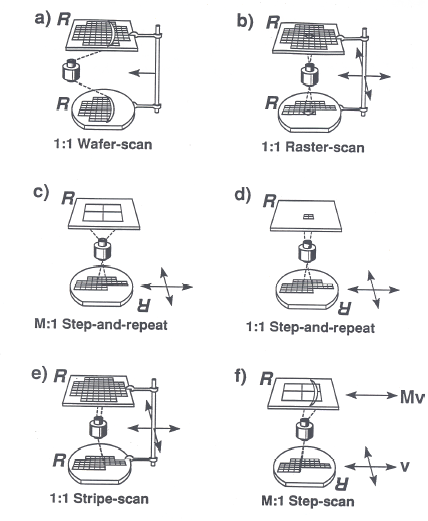 a) R
b) R
R
R
1:1 Wafer-scan
1:1 Raster-scan
c) R
d) R
R
R
M:1 Step-and-repeat
1:1 Step-and-repeat
e) R
f) R
Mv
R
v
R
1:1 Stripe-scan
M:1 Step-scan